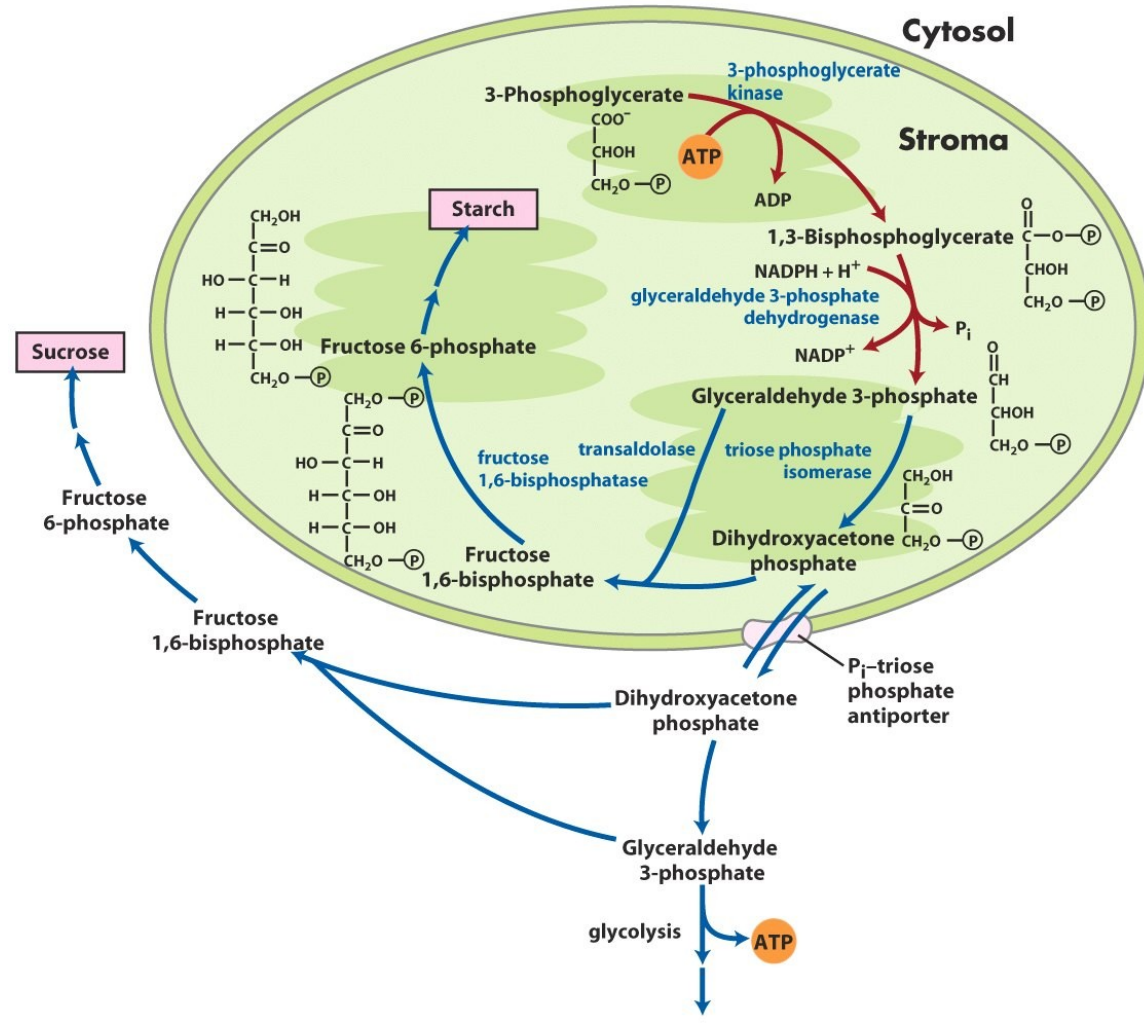 Cytosol
Stroma
3-phosphoglycerate
kinase
3-Phosphoglycerate
COO⁻
CHOH
CH₂O—P
ATP
ADP
1,3-Bisphosphoglycerate
O
C—O—P
CHOH
CH₂O—P
NADPH + H⁺
glyceraldehyde 3-phosphate
dehydrogenase
Pᵢ
NADP⁺
Glyceraldehyde 3-phosphate
O
CH
CHOH
CH₂O—P
transaldolase
triose phosphate
isomerase
CH₂OH
C=O
CH₂O—P
Dihydroxyacetone
phosphate
Starch
CH₂OH
C=O
HO—C—H
H—C—OH
H—C—OH
CH₂O—P
Fructose 6-phosphate
fructose
1,6-bisphosphatase
CH₂O—P
C=O
HO—C—H
H—C—OH
H—C—OH
CH₂O—P
Fructose
1,6-bisphosphate
Sucrose
Fructose
6-phosphate
Fructose
1,6-bisphosphate
Dihydroxyacetone
phosphate
Pᵢ–triose
phosphate
antiporter
Glyceraldehyde
3-phosphate
glycolysis
ATP